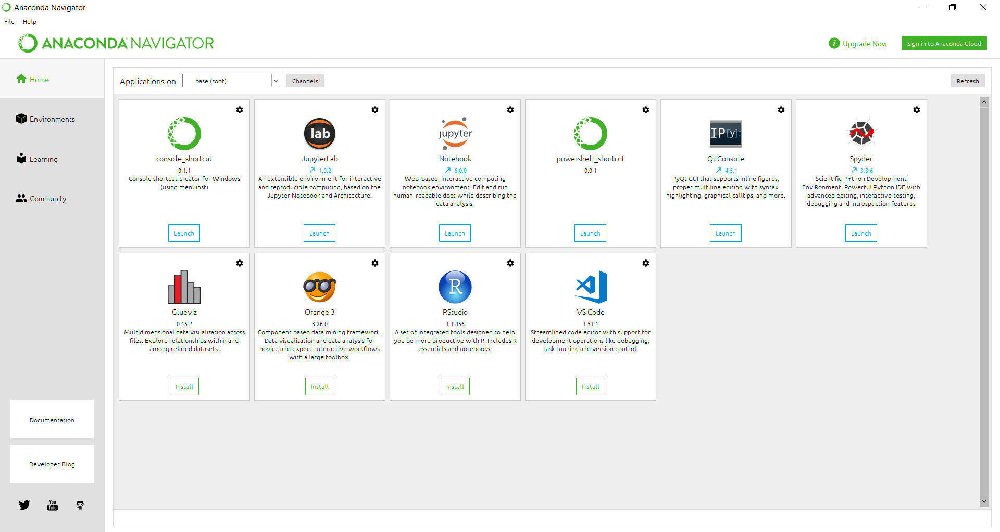 Anaconda Navigator
File Help
ANACONDA NAVIGATOR
i Upgrade Now
Sign in to Anaconda Cloud
Home
Environments
Learning
Community
Documentation
Developer Blog
You
Tube
Applications on base (root) Channels Refresh
console_shortcut
0.1.1
Console shortcut creator for Windows
(using menuinst)
Launch
lab
JupyterLab
1.0.2
An extensible environment for interactive
and reproducible computing, based on the
Jupyter Notebook and Architecture.
Launch
jupyter
Notebook
6.0.0
Web-based, interactive computing
notebook environment. Edit and run
human-readable docs while describing the
data analysis.
Launch
powershell_shortcut
0.0.1
Launch
IP[y]:
Qt Console
4.5.1
PyQt GUI that supports inline figures,
proper multiline editing with syntax
highlighting, graphical calltips, and more.
Launch
Spyder
3.3.6
Scientific PYthon Development
EnviRonment. Powerful Python IDE with
advanced editing, interactive testing,
debugging and introspection features
Launch
Glueviz
0.15.2
Multidimensional data visualization across
files. Explore relationships within and
among related datasets.
Install
Orange 3
3.26.0
Component based data mining framework.
Data visualization and data analysis for
novice and expert. Interactive workflows
with a large toolbox.
Install
R
RStudio
1.1.456
A set of integrated tools designed to help
you be more productive with R. Includes R
essentials and notebooks.
Install
VS Code
1.51.1
Streamlined code editor with support for
development operations like debugging,
task running and version control.
Install